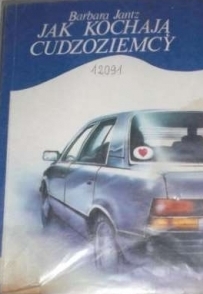 Barbara Jantz
JAK KOCHAJĄ
CUDZOZIEMCY
12091